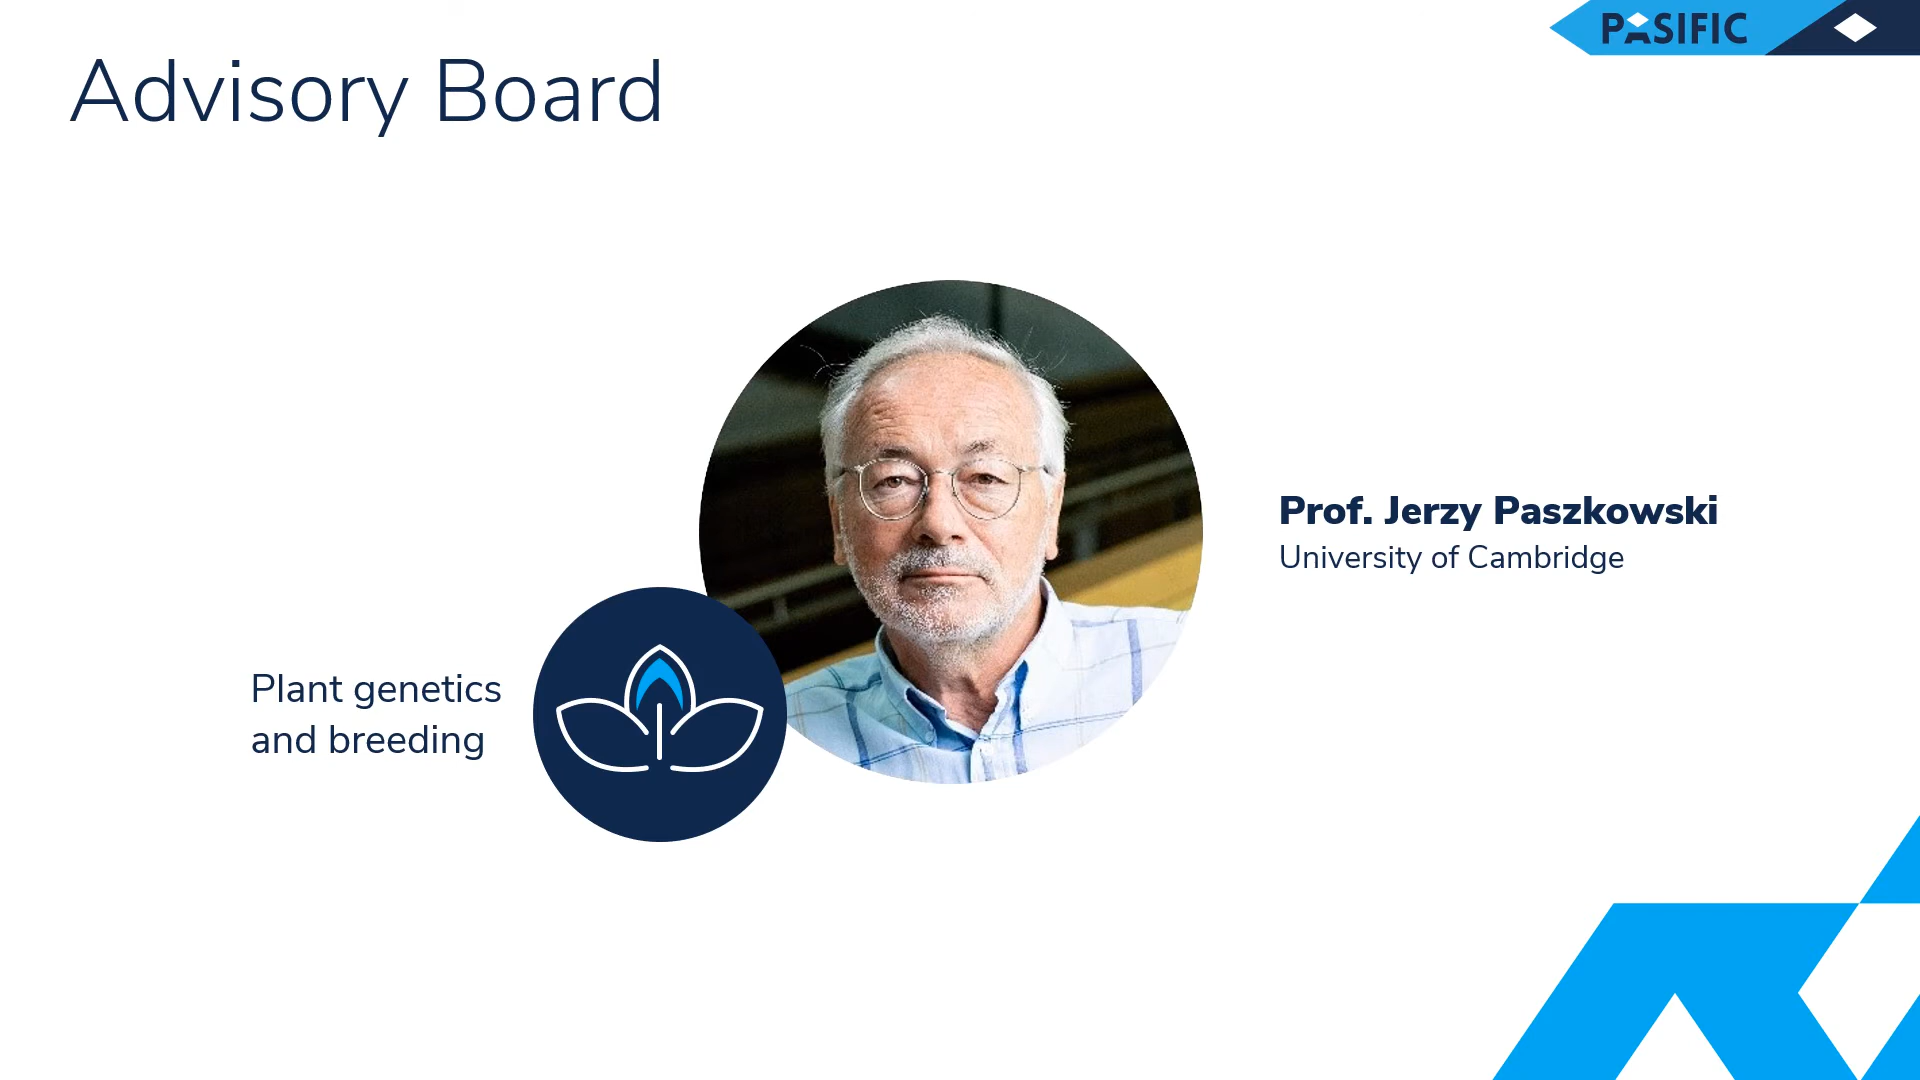 PASIFIC
Advisory Board
Prof. Jerzy Paszkowski
University of Cambridge
Plant genetics
and breeding